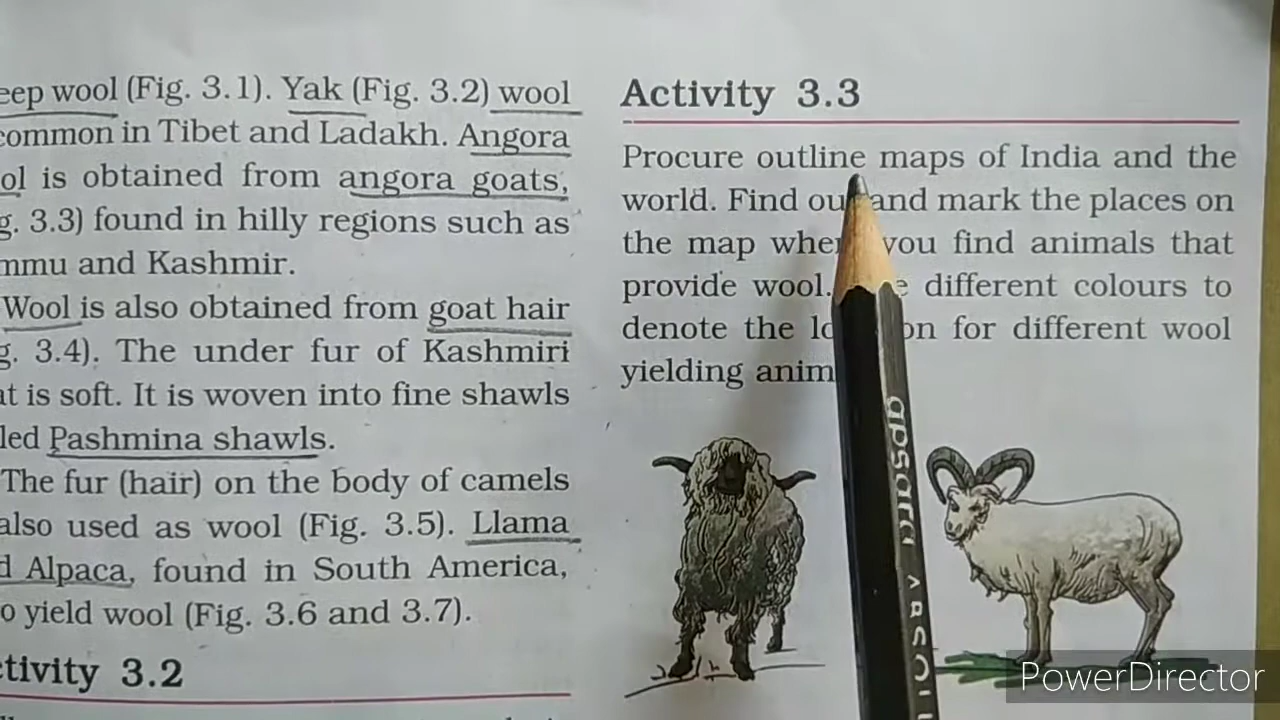 eep wool (Fig. 3.1). Yak (Fig. 3.2) wool
common in Tibet and Ladakh. Angora
ol is obtained from angora goats,
g. 3.3) found in hilly regions such as
mmu and Kashmir.
Wool is also obtained from goat hair
g. 3.4). The under fur of Kashmiri
at is soft. It is woven into fine shawls
led Pashmina shawls.
The fur (hair) on the body of camels
also used as wool (Fig. 3.5). Llama
d Alpaca, found in South America,
o yield wool (Fig. 3.6 and 3.7).
ctivity 3.2
Activity 3.3
Procure outline maps of India and the
world. Find ou and mark the places on
the map wher you find animals that
provide wool. e different colours to
denote the lo on for different wool
yielding anim
apsara
PowerDirector